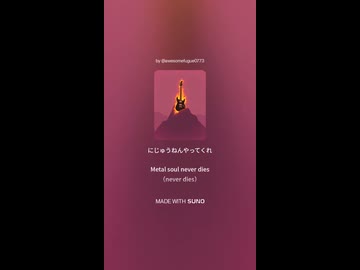 by @awesomefugue0773
にじゅうねんやってくれ
Metal soul never dies
(never dies)
MADE WITH SUNO